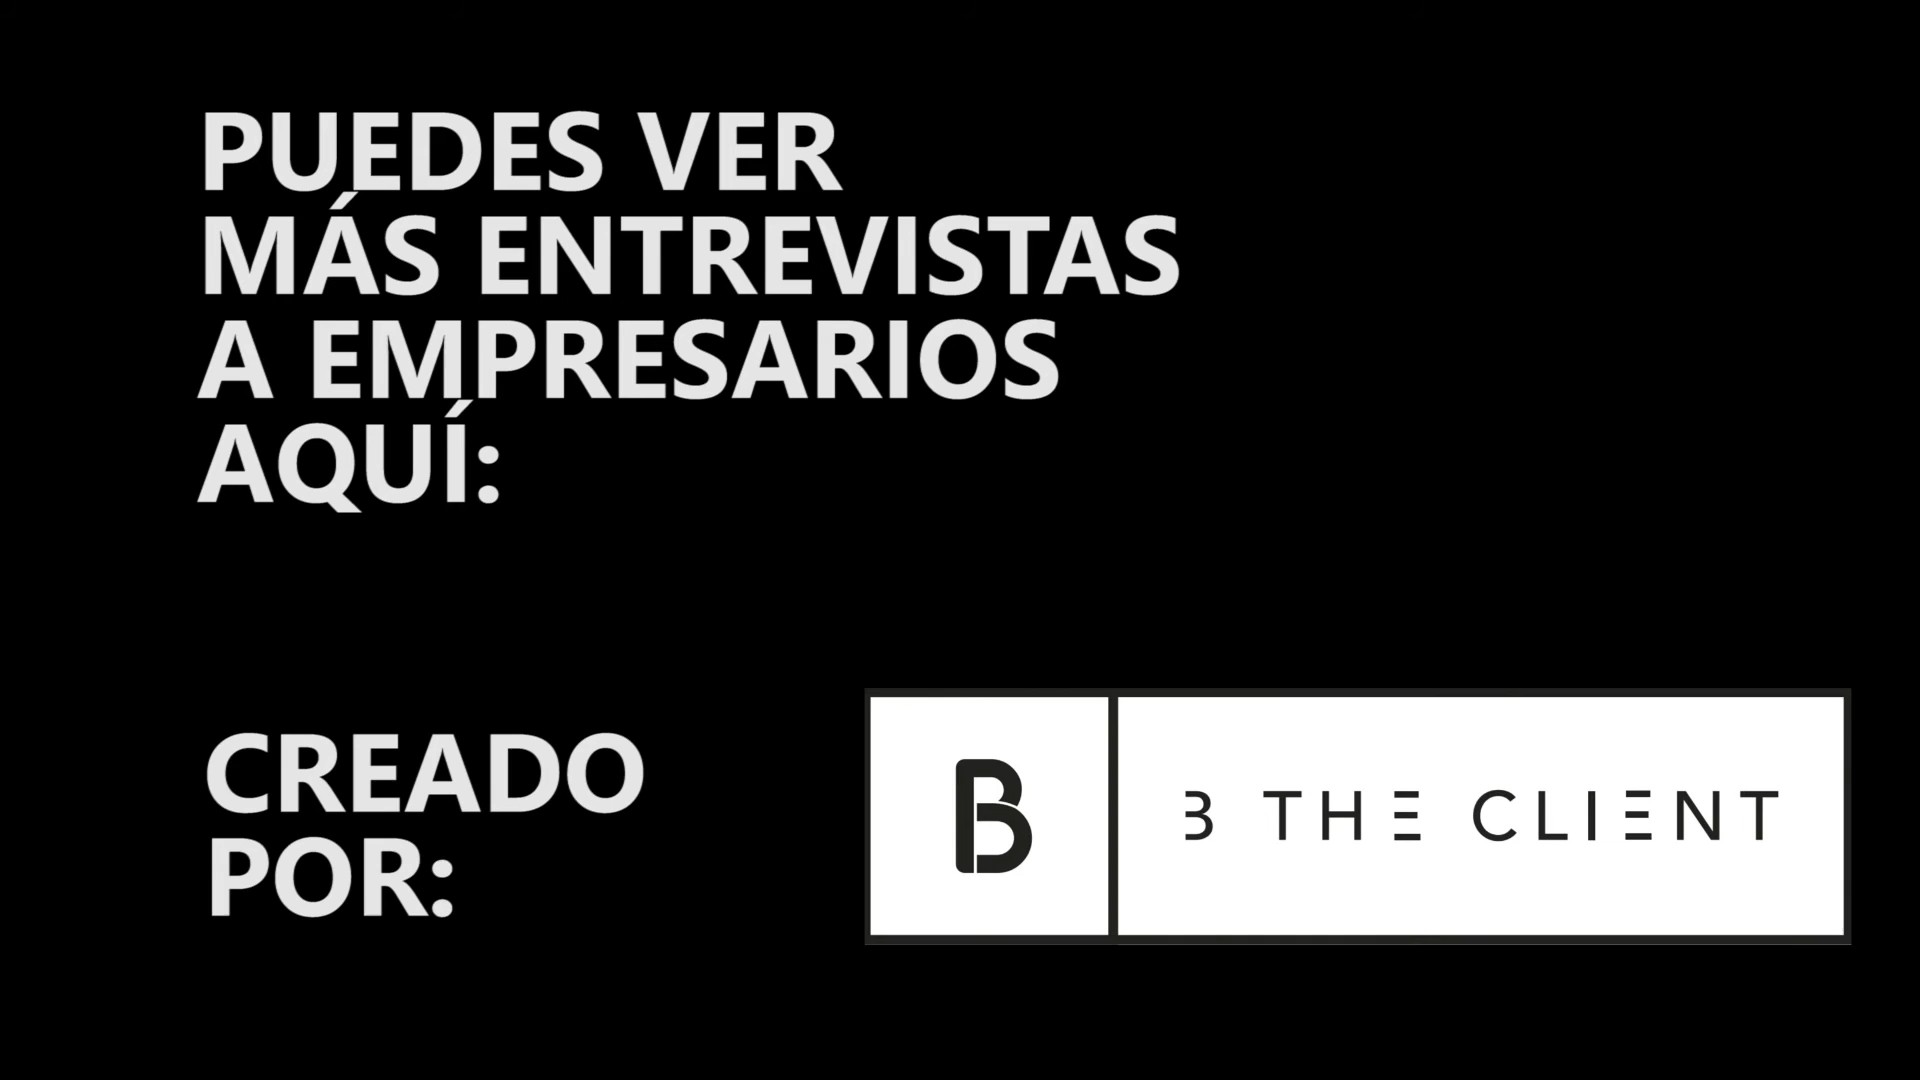 PUEDES VER
MÁS ENTREVISTAS
A EMPRESARIOS
AQUÍ:
CREADO
POR:
B
B THE CLIENT